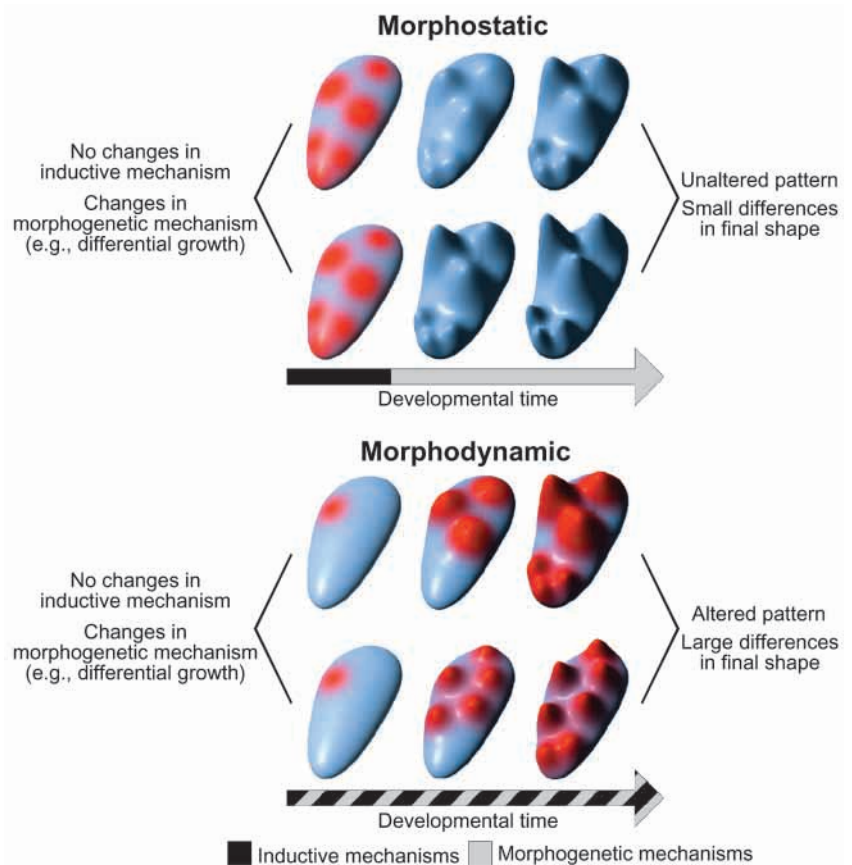 Morphostatic
No changes in
inductive mechanism
Changes in
morphogenetic mechanism
(e.g., differential growth)
Unaltered pattern
Small differences
in final shape
Developmental time
Morphodynamic
No changes in
inductive mechanism
Changes in
morphogenetic mechanism
(e.g., differential growth)
Altered pattern
Large differences
in final shape
Developmental time
Inductive mechanisms
Morphogenetic mechanisms